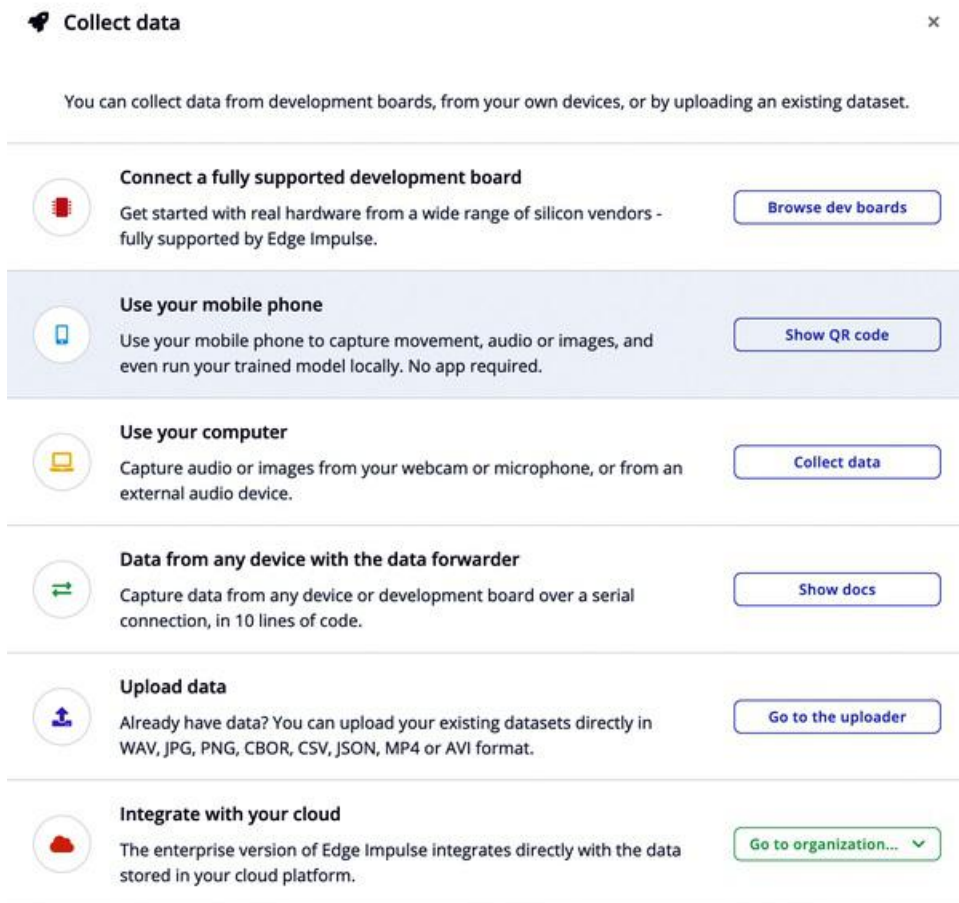 Collect data
×
You can collect data from development boards, from your own devices, or by uploading an existing dataset.
Connect a fully supported development board
Get started with real hardware from a wide range of silicon vendors -
fully supported by Edge Impulse.
Browse dev boards
Use your mobile phone
Use your mobile phone to capture movement, audio or images, and
even run your trained model locally. No app required.
Show QR code
Use your computer
Capture audio or images from your webcam or microphone, or from an
external audio device.
Collect data
Data from any device with the data forwarder
Capture data from any device or development board over a serial
connection, in 10 lines of code.
Show docs
Upload data
Already have data? You can upload your existing datasets directly in
WAV, JPG, PNG, CBOR, CSV, JSON, MP4 or AVI format.
Go to the uploader
Integrate with your cloud
The enterprise version of Edge Impulse integrates directly with the data
stored in your cloud platform.
Go to organization...